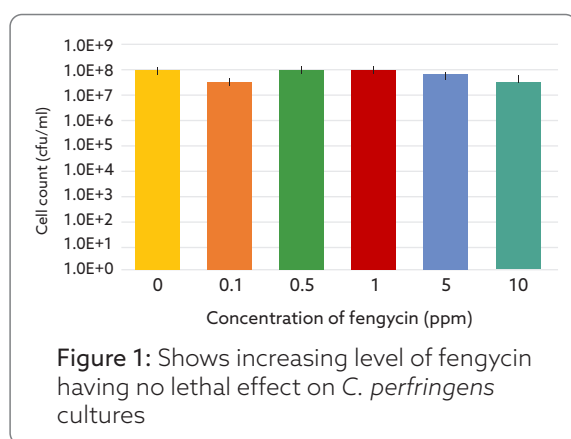 1.0E+9
1.0E+8
1.0E+7
1.0E+6
1.0E+5
1.0E+4
1.0E+3
1.0E+2
1.0E+1
1.0E+0
Cell count (cfu/ml)
0 0.1 0.5 1 5 10
Concentration of fengycin (ppm)
Figure 1: Shows increasing level of fengycin
having no lethal effect on C. perfringens
cultures